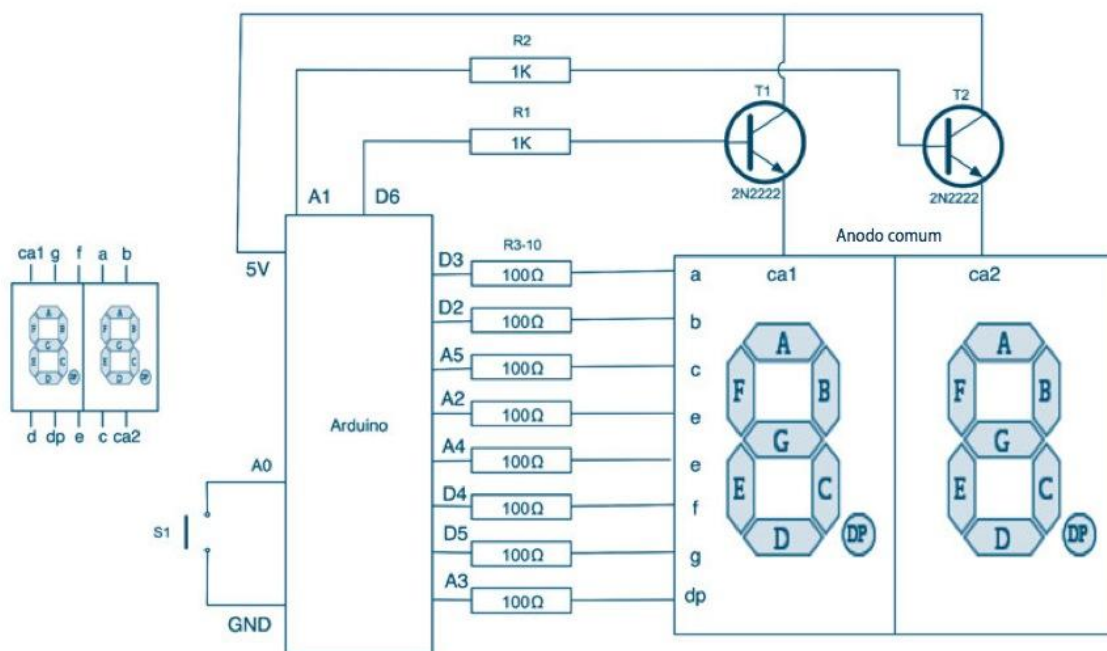 R2
1K
R1
1K
T1
T2
2N2222
2N2222
A1 D6
Anodo comum
5V
D3
R3-10
100Ω
a
ca1
ca2
D2
100Ω
b
A5
100Ω
c
A2
100Ω
e
A4
100Ω
e
D4
100Ω
f
D5
100Ω
g
A3
100Ω
dp
Arduino
A0
S1
GND
A
F B
G
E C
D
DP
A
F B
G
E C
D
DP
ca1 g f a b
A
F B
G
E C
D
DP
A
F B
G
E C
D
DP
d dp e c ca2